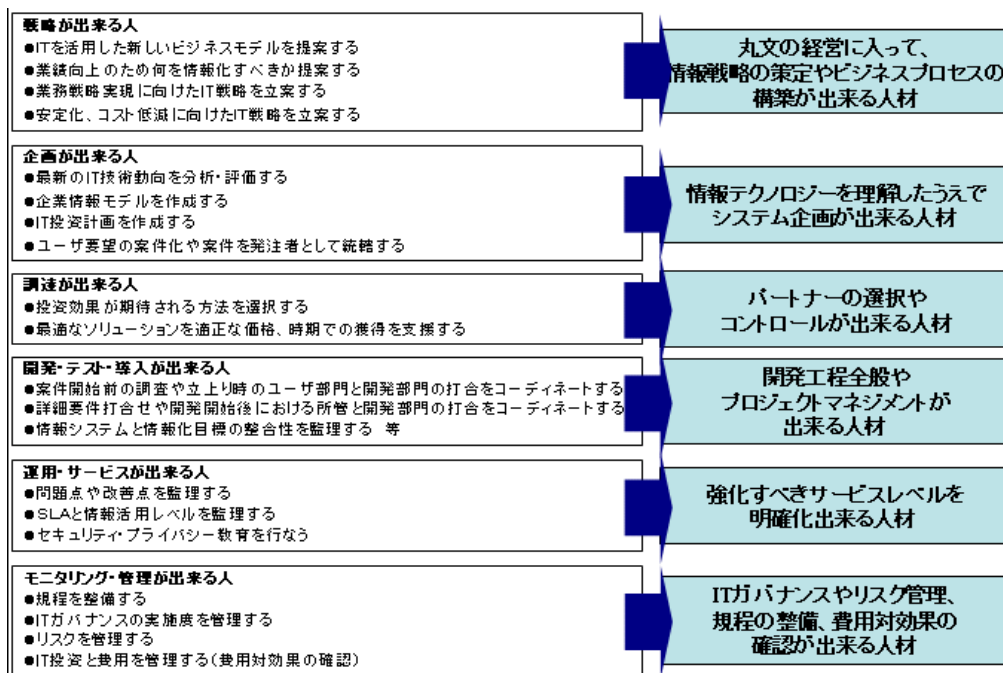 戦略が出来る人
●ITを活用した新しいビジネスモデルを提案する
●業績向上のため何を情報化すべきか提案する
●業務戦略実現に向けたIT戦略を立案する
●安定化、コスト低減に向けたIT戦略を立案する
丸文の経営に入って、
情報戦略の策定やビジネスプロセスの
構築が出来る人材
企画が出来る人
●最新のIT技術動向を分析・評価する
●企業情報モデルを作成する
●IT投資計画を作成する
●ユーザ要望の案件化や案件を発注者として統轄する
情報テクノロジーを理解したうえで
システム企画が出来る人材
調達が出来る人
●投資効果が期待される方法を選択する
●最適なソリューションを適正な価格、時期での獲得を支援する
パートナーの選択や
コントロールが出来る人材
開発・テスト・導入が出来る人
●案件開始前の調査や立上り時のユーザ部門と開発部門の打合をコーディネートする
●詳細要件打合せや開発開始後における所管と開発部門の打合をコーディネートする
●情報システムと情報化目標の整合性を監理する 等
開発工程全般や
プロジェクトマネジメントが
出来る人材
運用・サービスが出来る人
●問題点や改善点を監理する
●SLAと情報活用レベルを監理する
●セキュリティ・プライバシー教育を行なう
強化すべきサービスレベルを
明確化出来る人材
モニタリング・管理が出来る人
●規程を整備する
●ITガバナンスの実施度を管理する
●リスクを管理する
●IT投資と費用を管理する(費用対効果の確認)
ITガバナンスやリスク管理、
規程の整備、費用対効果の
確認が出来る人材